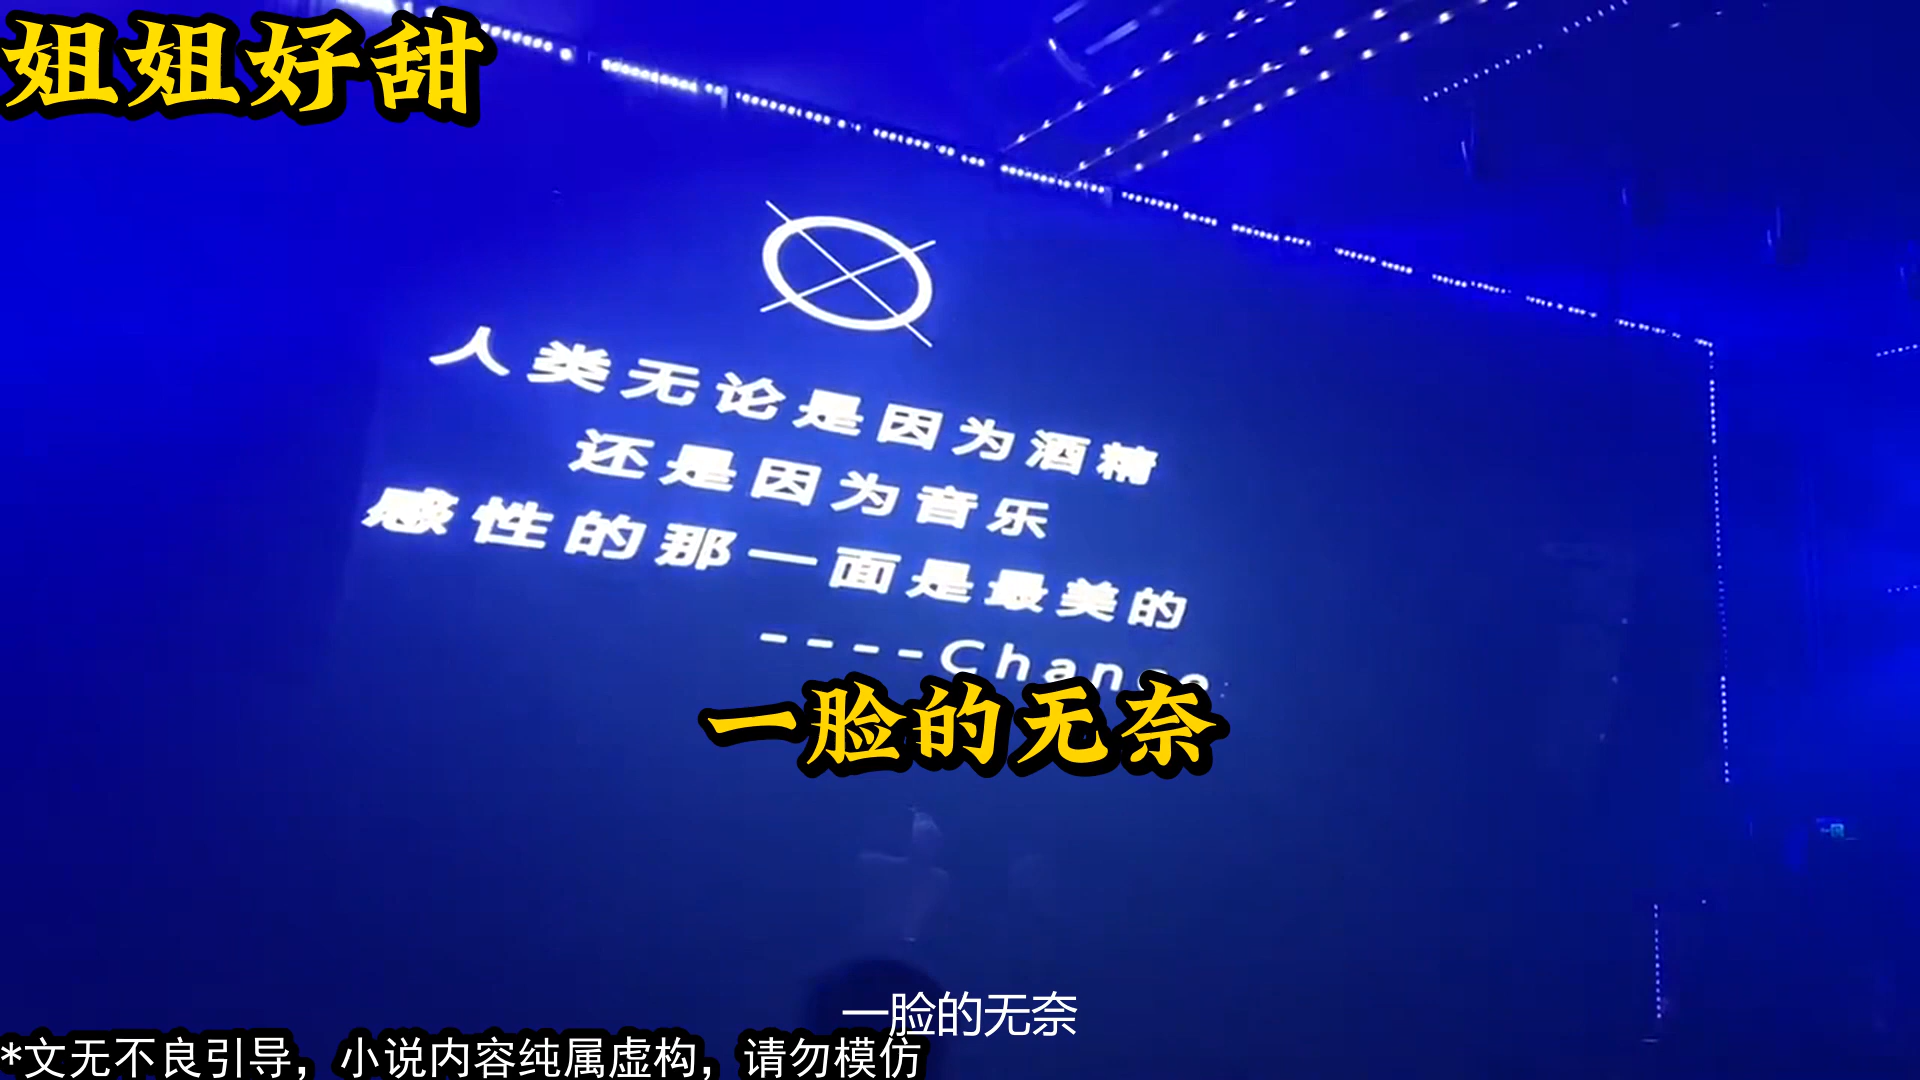 姐姐好甜
人类无论是因为酒精
还是因为音乐
感性的那一面是最美的
一脸的无奈
一脸的无奈
*文无不良引导，小说内容纯属虚构，请勿模仿